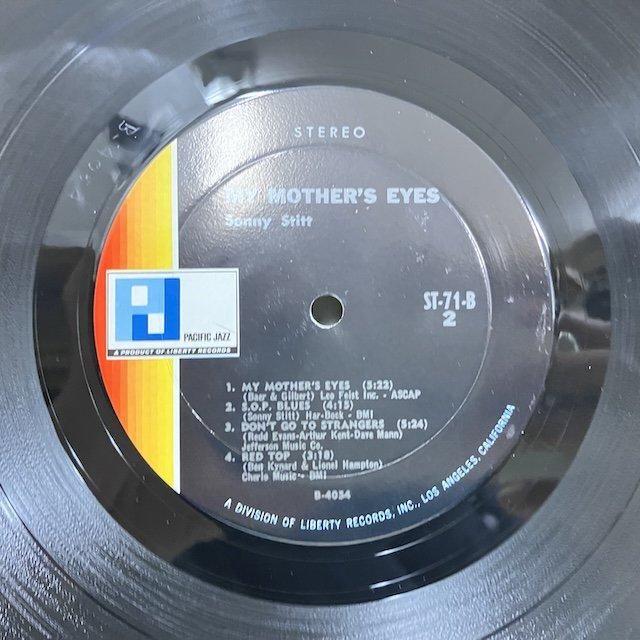 STEREO
MY MOTHER'S EYES
Sonny Stitt
PJ
PACIFIC JAZZ
A PRODUCT OF LIBERTY RECORDS
ST-71-B
2
1. MY MOTHER'S EYES (5:22)
(Baer & Gilbert) Leo Feist Inc. - ASCAP
2. S.O.P. BLUES (4:15)
(Sonny Stitt) Har-Bock - BMI
3. DON'T GO TO STRANGERS (5:24)
(Redd Evans-Arthur Kent-Dave Mann)
Jefferson Music Co.
4. RED TOP (3:18)
(Ben Kynard & Lionel Hampton)
Cherio Music - BMI
B-4034
A DIVISION OF LIBERTY RECORDS, INC., LOS ANGELES, CALIFORNIA